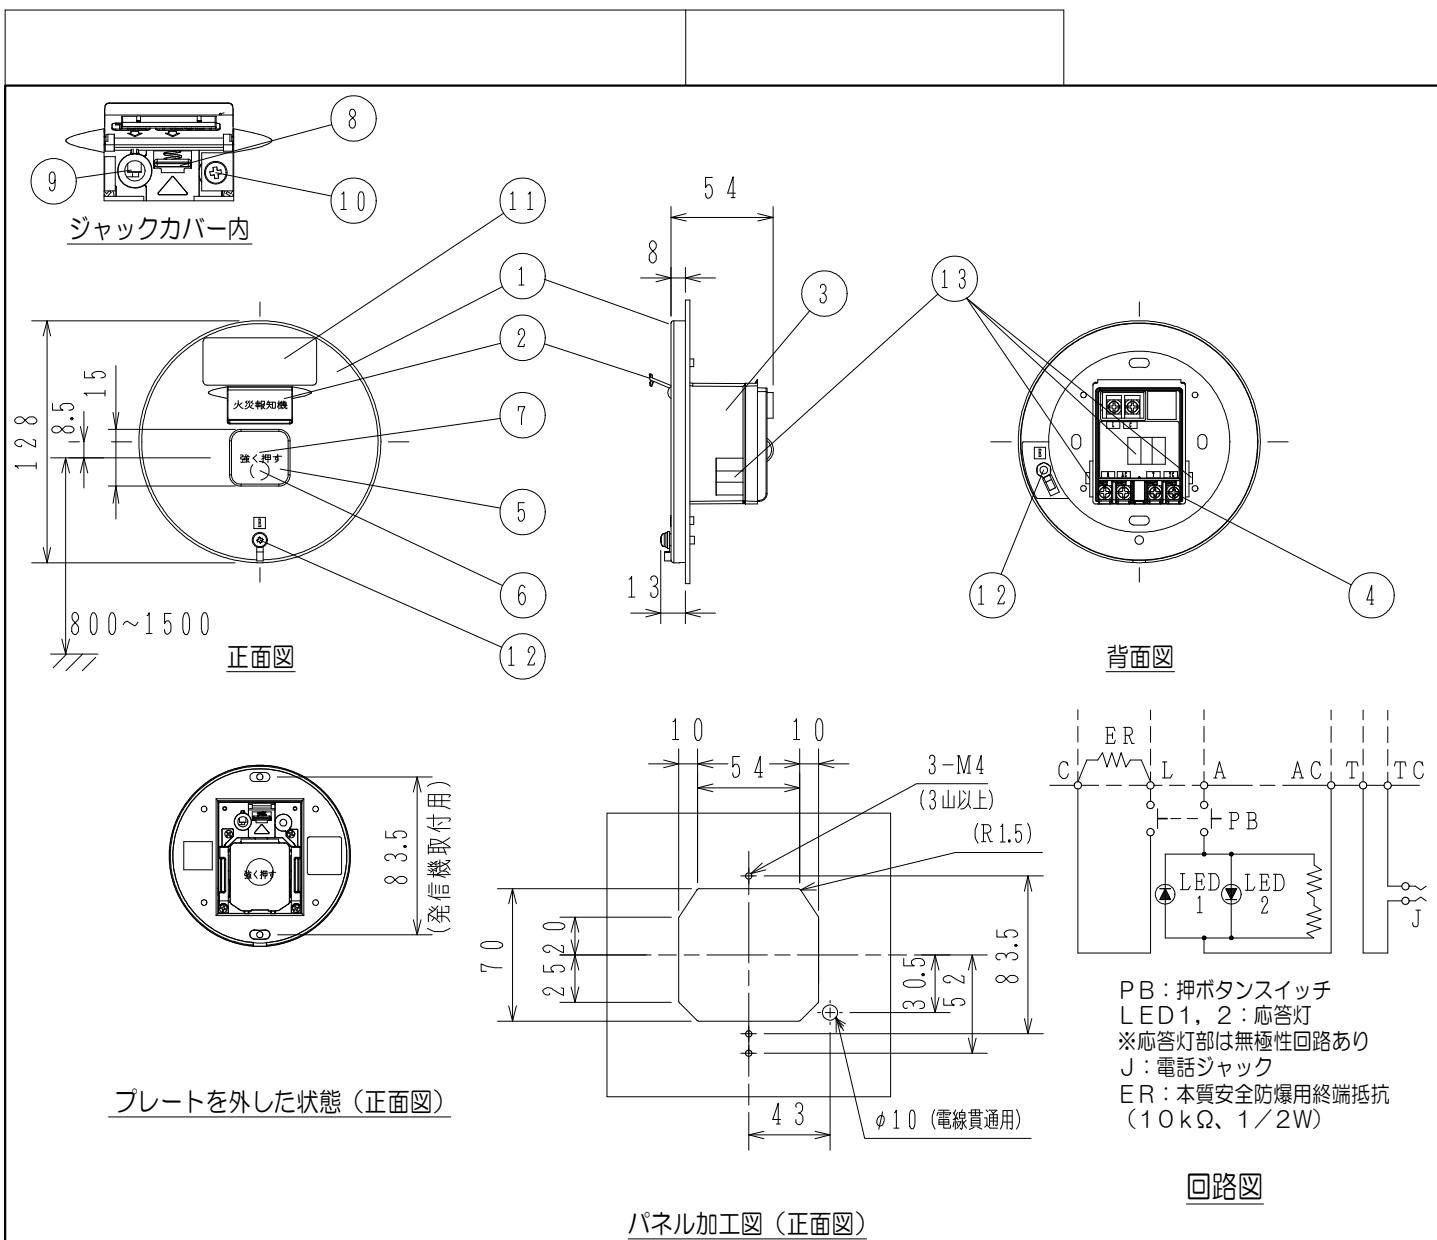 8
9
10
ジャックカバー内
11
1
2
7
5
6
12
128
15
8.5
火災報知機
強く押す
800~1500
正面図
54
8
3
13
13
12
4
背面図
強く押す
83.5
(発信機取付用)
プレートを外した状態(正面図)
10
10
54
3-M4
(3山以上)
(R1.5)
70
20
25
30.5
52
83.5
43
φ10(電線貫通用)
パネル加工図(正面図)
ER
C L A AC T TC
PB
LED 1
LED 2
J
PB:押ボタンスイッチ
LED1,2:応答灯
※応答灯部は無極性回路あり
J:電話ジャック
ER:本質安全防爆用終端抵抗
(10kΩ、1/2W)
回路図